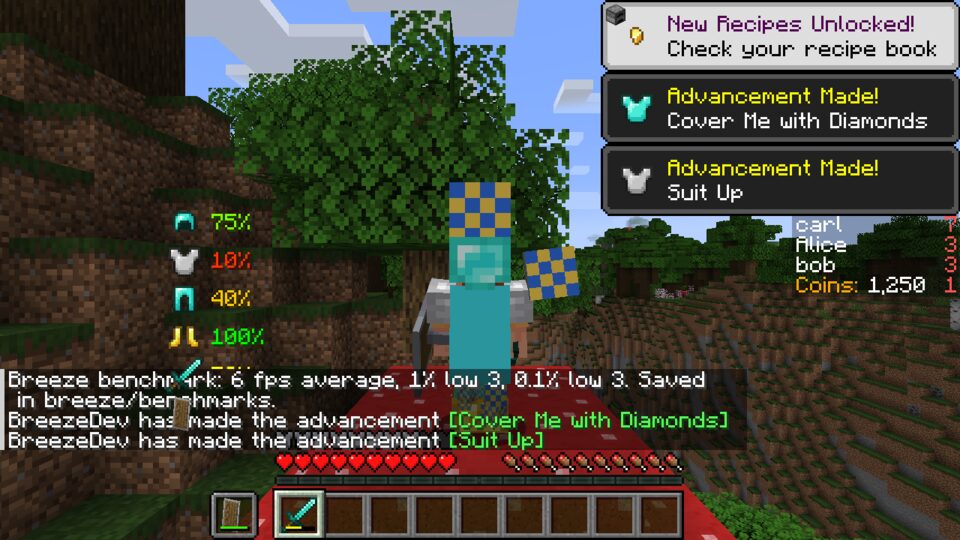 New Recipes Unlocked!
Check your recipe book
Advancement Made!
Cover Me with Diamonds
Advancement Made!
Suit Up
carl
Alice 3
bob 3
Coins: 1,250 1
75%
10%
40%
100%
Breeze benchmark: 6 fps average, 1% low 3, 0.1% low 3. Saved
in breeze/benchmarks.
BreezeDev has made the advancement [Cover Me with Diamonds]
BreezeDev has made the advancement [Suit Up]